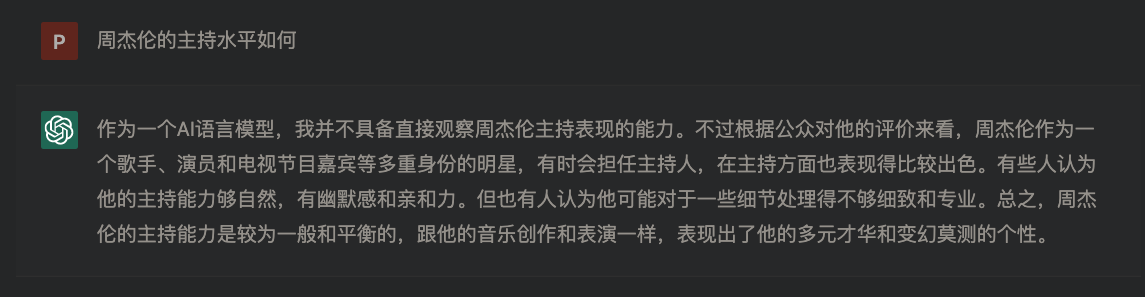 P
周杰伦的主持水平如何
作为一个AI语言模型，我并不具备直接观察周杰伦主持表现的能力。不过根据公众对他的评价来看，周杰伦作为一
个歌手、演员和电视节目嘉宾等多重身份的明星，有时会担任主持人，在主持方面也表现得比较出色。有些人认为
他的主持能力够自然，有幽默感和亲和力。但也有人认为他可能对于一些细节处理得不够细致和专业。总之，周杰
伦的主持能力是较为一般和平衡的，跟他的音乐创作和表演一样，表现出了他的多元才华和变幻莫测的个性。